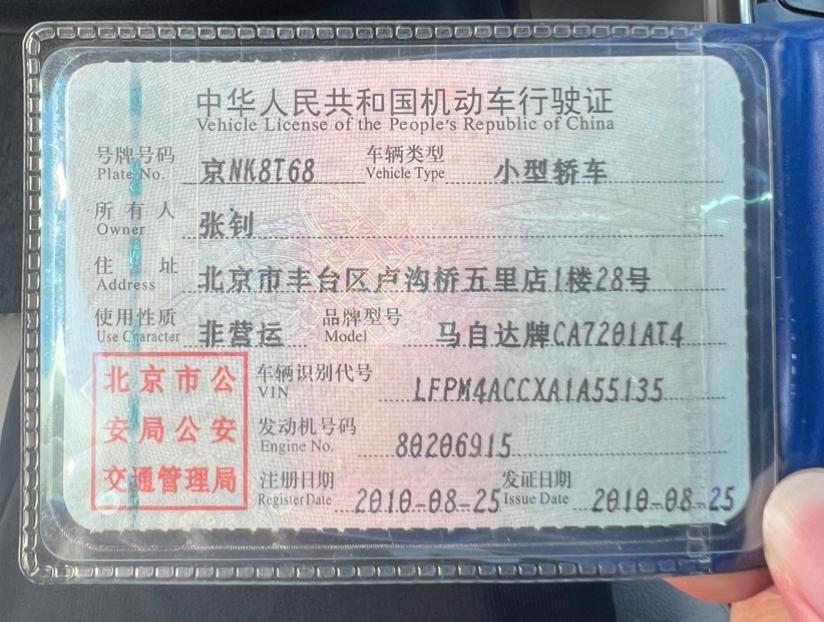 中华人民共和国机动车行驶证
Vehicle License of the People's Republic of China
号牌号码 Plate No. 京NK8T68 车辆类型 Vehicle Type 小型轿车
所有人 Owner 张钊
住址 Address 北京市丰台区卢沟桥五里店1楼28号
使用性质 Use Character 非营运 品牌型号 Model 马自达牌CA7201AT4
北京市公
安局公安
交通管理局
车辆识别代号 VIN LFPM4ACCXA1A55135
发动机号码 Engine No. 80206915
注册日期 Register Date 2010-08-25 发证日期 Issue Date 2010-08-25